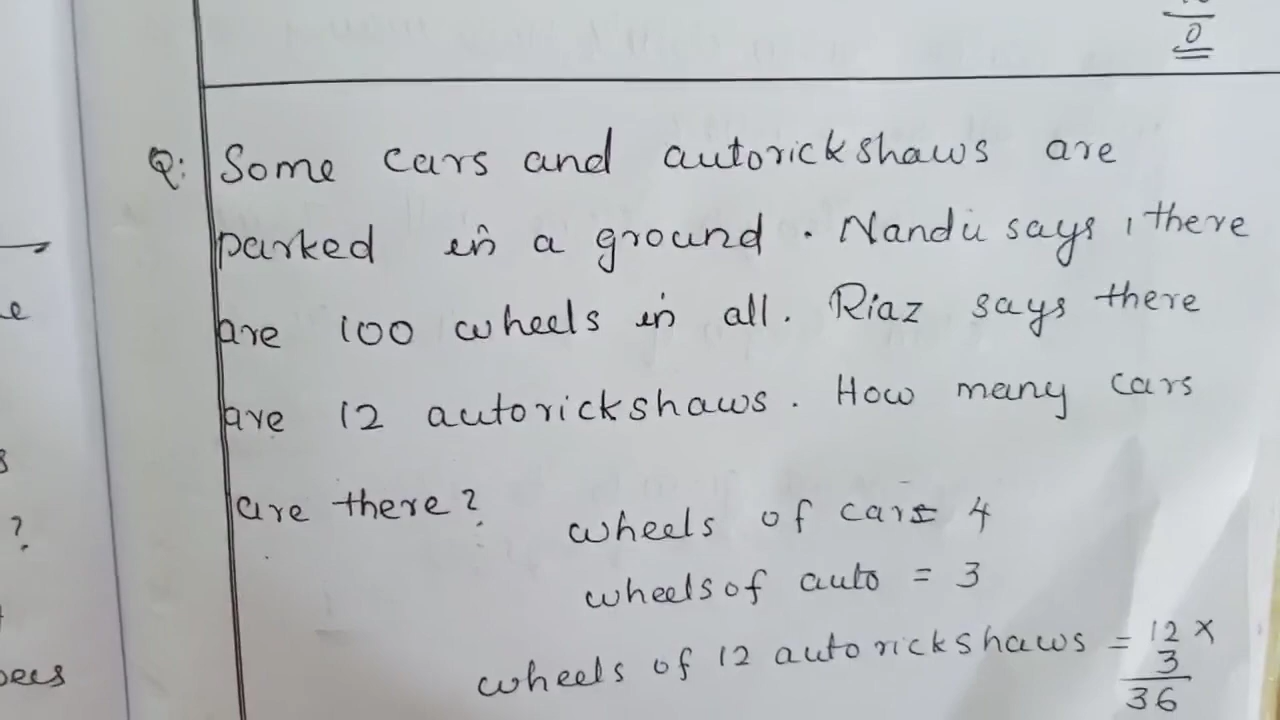 0
Q: Some cars and autorickshaws are
parked in a ground. Nandu says, there
are 100 wheels in all. Riaz says there
are 12 autorickshaws. How many cars
are there?
wheels of car = 4
wheels of auto = 3
wheels of 12 autorickshaws = 12 x
3
36
e
s
?